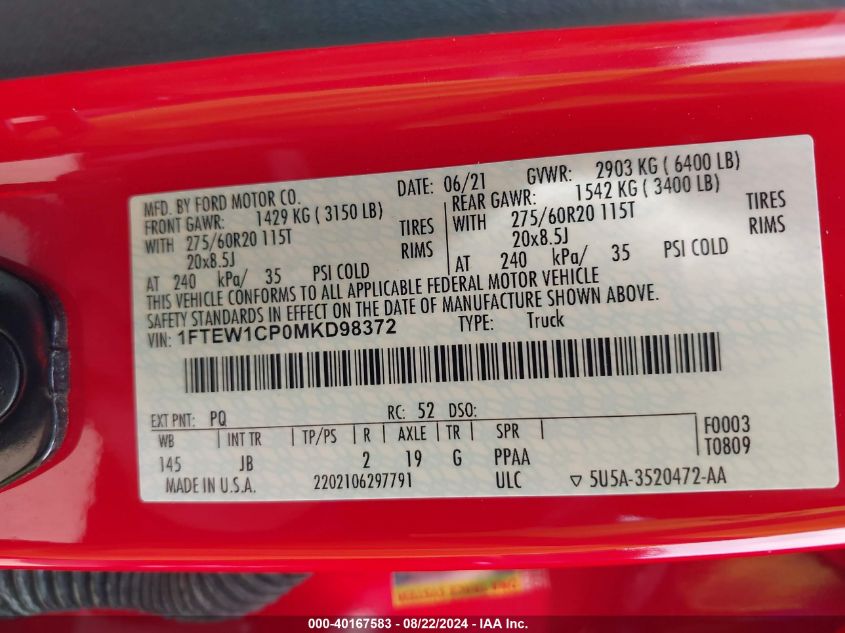 MFD. BY FORD MOTOR CO. DATE: 06/21 GVWR: 2903 KG ( 6400 LB)
FRONT GAWR: 1429 KG ( 3150 LB) REAR GAWR: 1542 KG ( 3400 LB)
WITH 275/60R20 115T TIRES WITH 275/60R20 115T TIRES
20x8.5J RIMS 20x8.5J RIMS
AT 240 kPa/ 35 PSI COLD AT 240 kPa/ 35 PSI COLD
THIS VEHICLE CONFORMS TO ALL APPLICABLE FEDERAL MOTOR VEHICLE
SAFETY STANDARDS IN EFFECT ON THE DATE OF MANUFACTURE SHOWN ABOVE.
VIN: 1FTEW1CP0MKD98372 TYPE: Truck
EXT PNT: PQ RC: 52 DSO:
WB INT TR TP/PS R AXLE TR SPR F0003
145 JB 2 19 G PPAA T0809
MADE IN U.S.A. 2202106297791 ULC ▽ 5U5A-3520472-AA
000-40167583 - 08/22/2024 - IAA Inc.